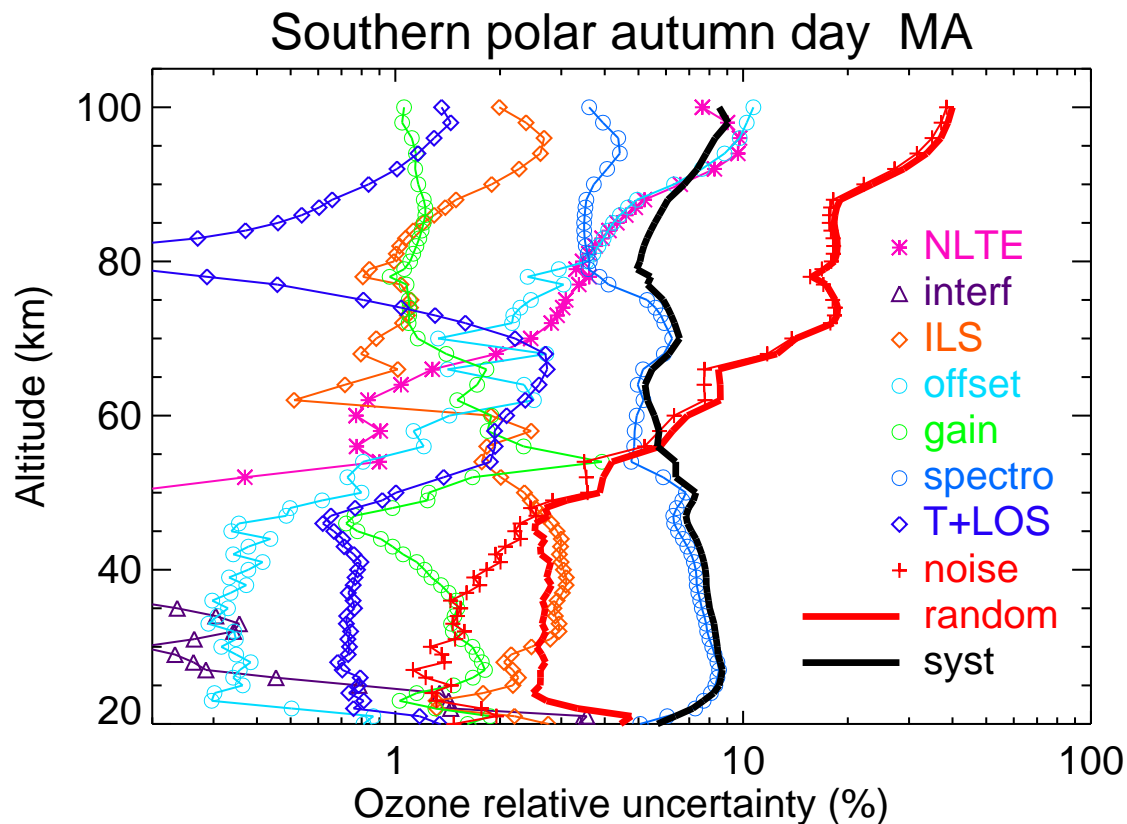 Southern polar autumn day  MA
100
80
60
40
20
Altitude (km)
NLTE
interf
ILS
offset
gain
spectro
T+LOS
noise
random
syst
1
10
100
Ozone relative uncertainty (%)